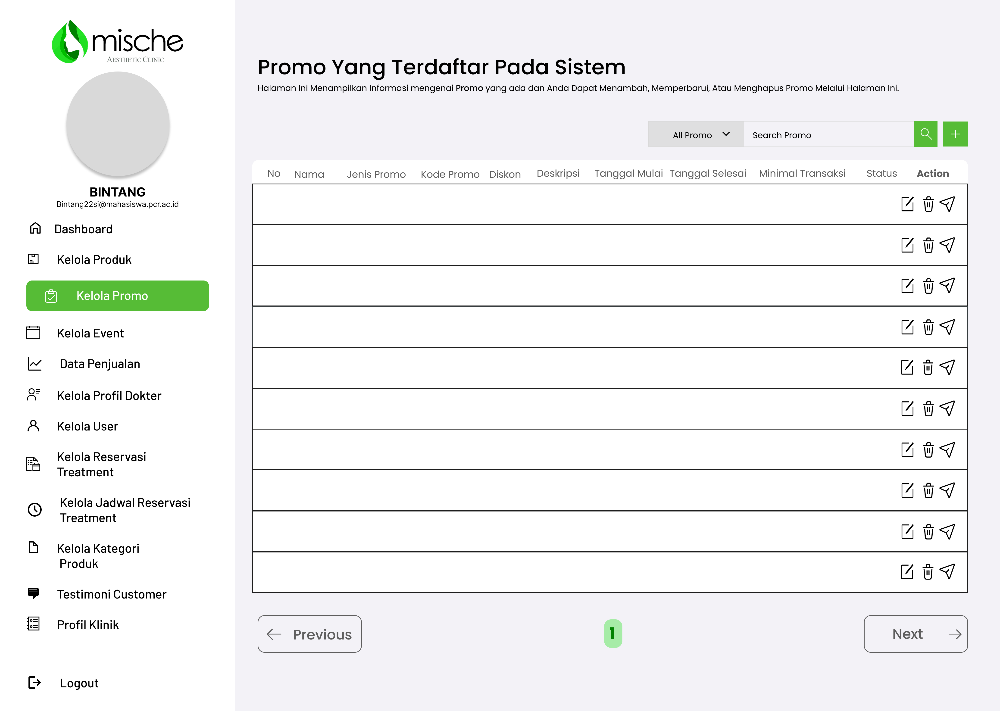 mische
AESTHETIC CLINIC
BINTANG
Bintang22si@mahasiswa.pcr.ac.id
Dashboard
Kelola Produk
Kelola Promo
Kelola Event
Data Penjualan
Kelola Profil Dokter
Kelola User
Kelola Reservasi
Treatment
Kelola Jadwal Reservasi
Treatment
Kelola Kategori
Produk
Testimoni Customer
Profil Klinik
Logout
Promo Yang Terdaftar Pada Sistem
Halaman Ini Menampilkan Informasi mengenai Promo yang ada dan Anda Dapat Menambah, Memperbarui, Atau Menghapus Promo Melalui Halaman Ini.
All Promo Search Promo
No Nama Jenis Promo Kode Promo Diskon Deskripsi Tanggal Mulai Tanggal Selesai Minimal Transaksi Status Action
Previous 1 Next